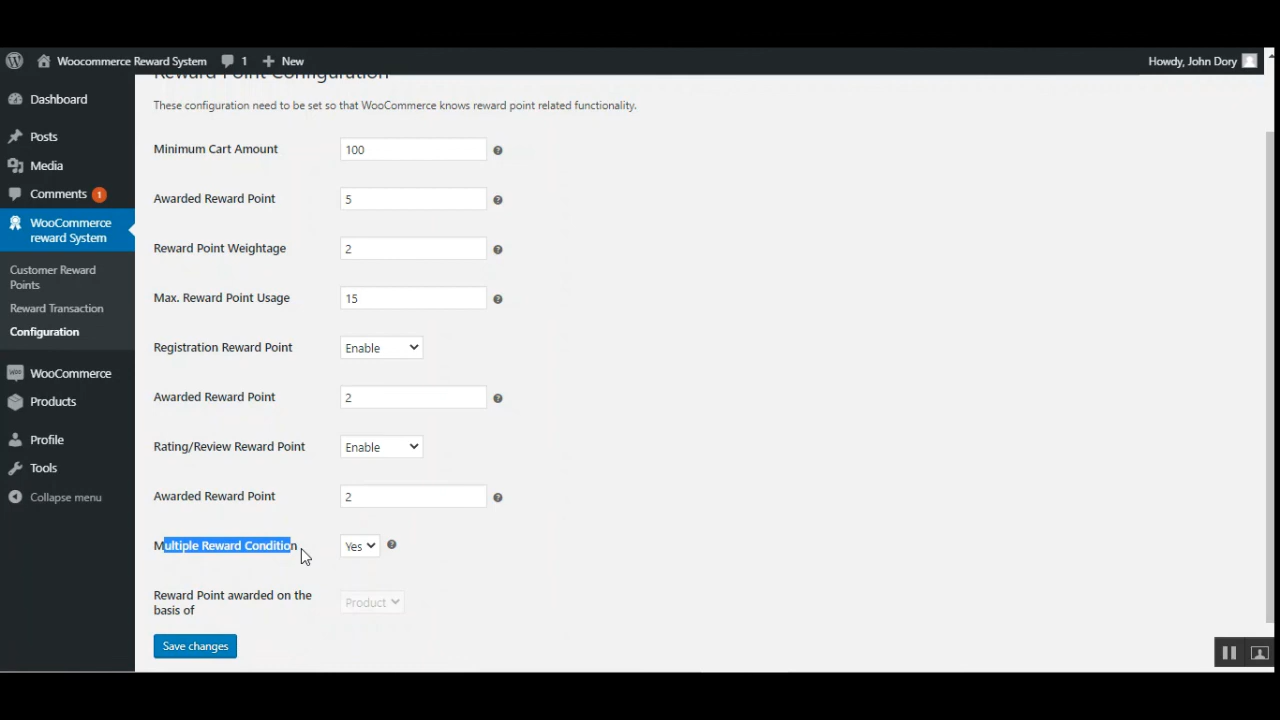 Woocommerce Reward System 1 New Howdy, John Dory
Reward Point Configuration
Dashboard
Posts
Media
Comments 1
WooCommerce
reward System
Customer Reward
Points
Reward Transaction
Configuration
WooCommerce
Products
Profile
Tools
Collapse menu
These configuration need to be set so that WooCommerce knows reward point related functionality.
Minimum Cart Amount 100 ?
Awarded Reward Point 5 ?
Reward Point Weightage 2 ?
Max. Reward Point Usage 15 ?
Registration Reward Point Enable
Awarded Reward Point 2 ?
Rating/Review Reward Point Enable
Awarded Reward Point 2 ?
Multiple Reward Condition Yes ?
Reward Point awarded on the
basis of Product
Save changes